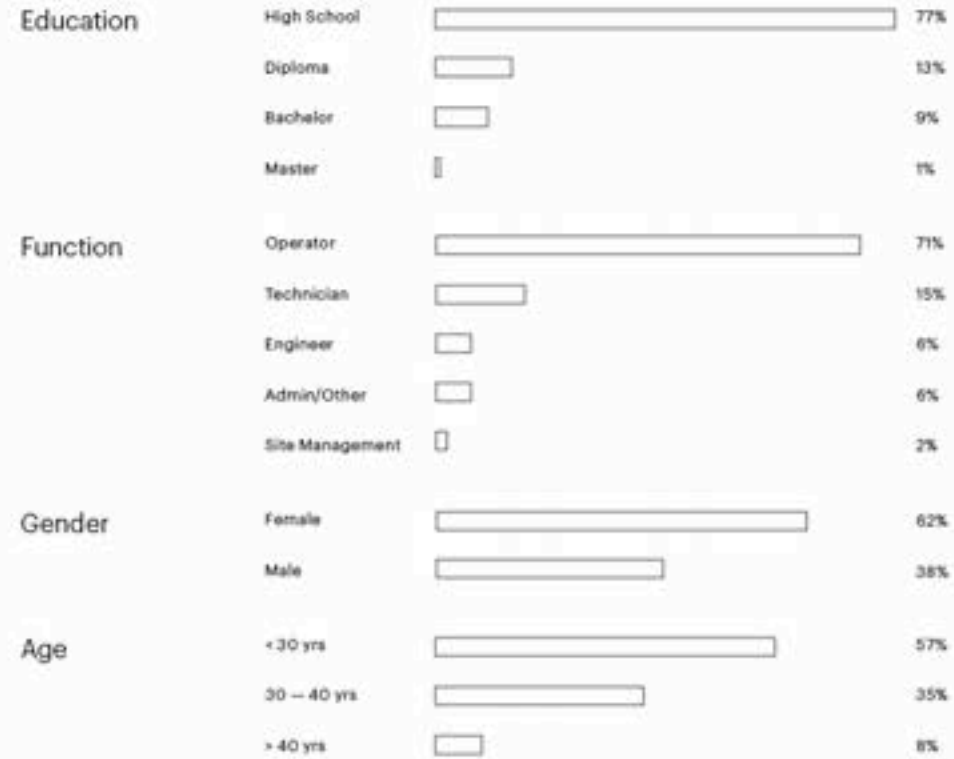 Education High School 77%
Diploma 13%
Bachelor 9%
Master 1%
Function Operator 71%
Technician 15%
Engineer 6%
Admin/Other 6%
Site Management 2%
Gender Female 62%
Male 38%
Age <30 yrs 57%
30 — 40 yrs 35%
> 40 yrs 8%